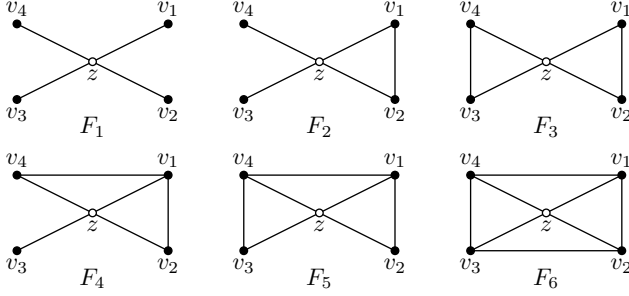 v₄ v₁ v₄ v₁ v₄ v₁
z z z
v₃ v₂ v₃ v₂ v₃ v₂
F₁ F₂ F₃
v₄ v₁ v₄ v₁ v₄ v₁
z z z
v₃ v₂ v₃ v₂ v₃ v₂
F₄ F₅ F₆